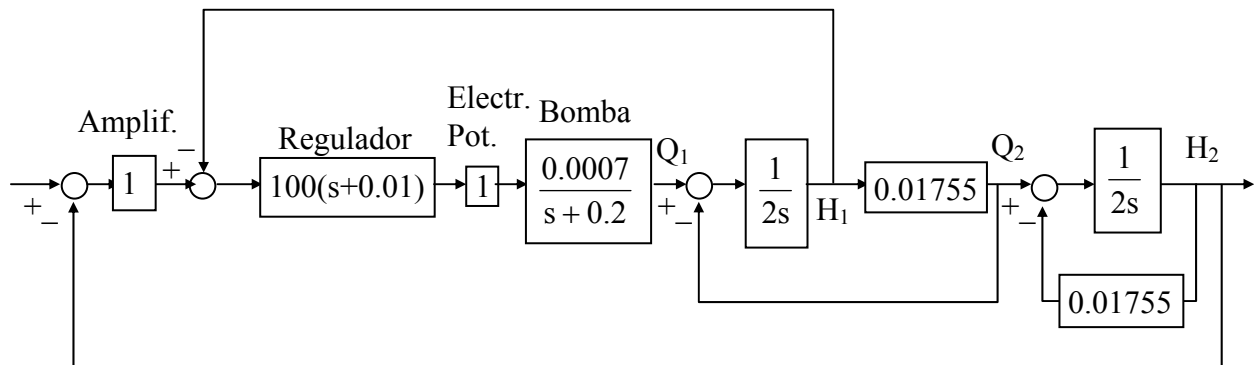 Amplif.
Regulador
Electr.
Pot.
Bomba
+
−
1
+
−
100(s+0.01)
1
0.0007
s + 0.2
Q1
+
−
1
2s
H1
0.01755
Q2
+
−
1
2s
H2
0.01755